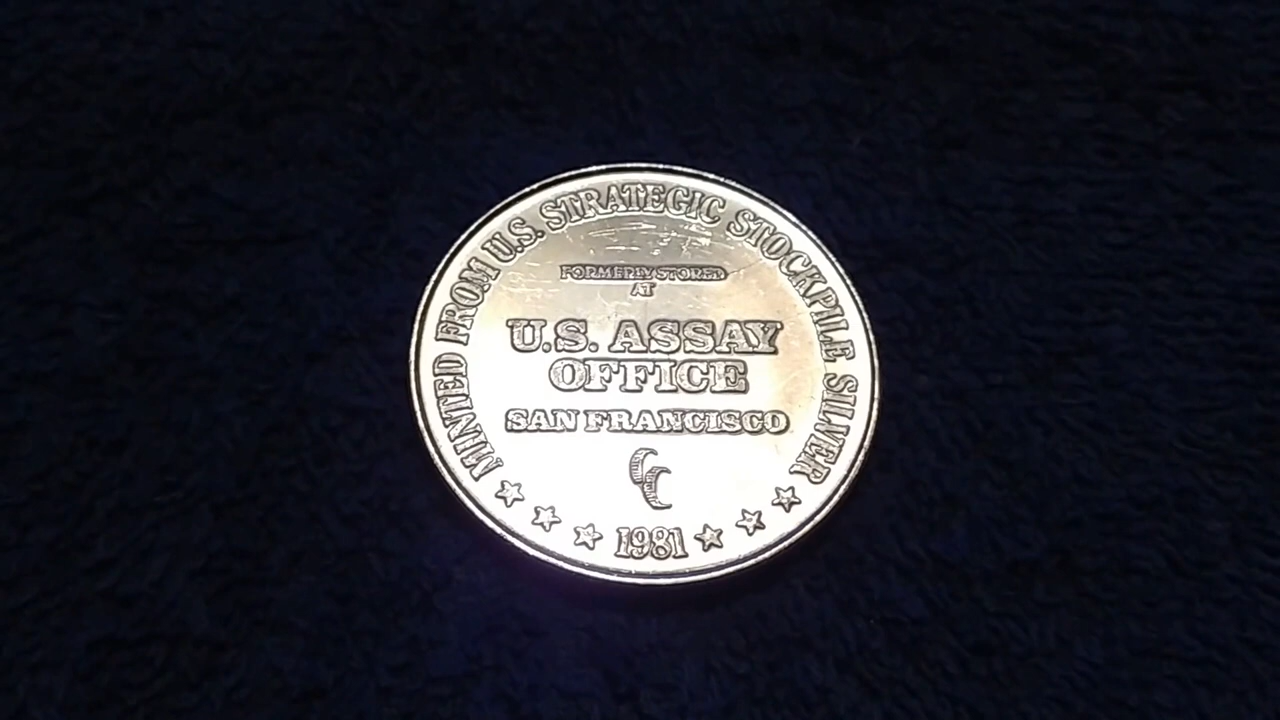 MINTED FROM U.S. STRATEGIC STOCKPILE SILVER
FORMERLY STORED
AT
U.S. ASSAY
OFFICE
SAN FRANCISCO
CC
1981